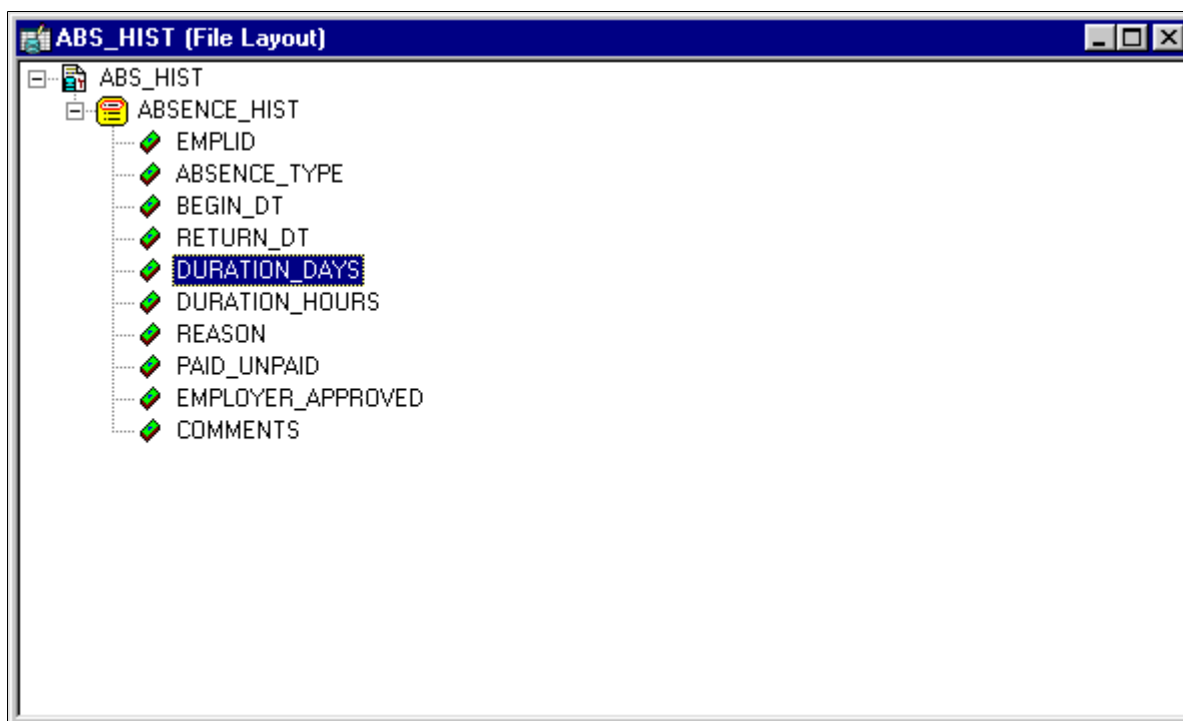 ABS_HIST (File Layout)
ABS_HIST
ABSENCE_HIST
EMPLID
ABSENCE_TYPE
BEGIN_DT
RETURN_DT
DURATION_DAYS
DURATION_HOURS
REASON
PAID_UNPAID
EMPLOYER_APPROVED
COMMENTS